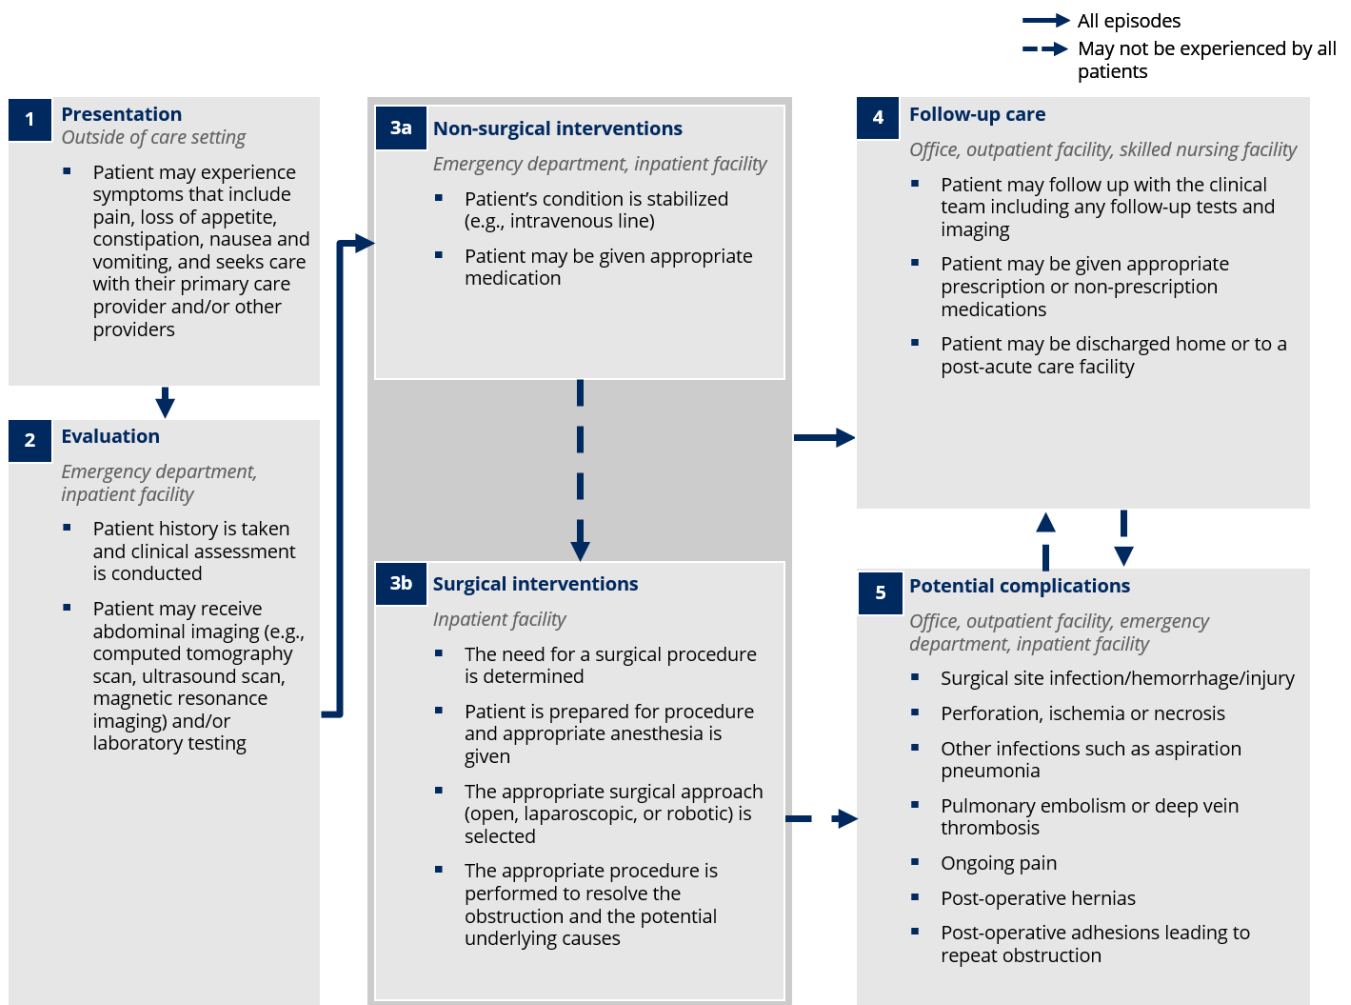 All episodes
May not be experienced by all
patients
1
Presentation
Outside of care setting
Patient may experience
symptoms that include
pain, loss of appetite,
constipation, nausea and
vomiting, and seeks care
with their primary care
provider and/or other
providers
2
Evaluation
Emergency department,
inpatient facility
Patient history is taken
and clinical assessment
is conducted
Patient may receive
abdominal imaging (e.g.,
computed tomography
scan, ultrasound scan,
magnetic resonance
imaging) and/or
laboratory testing
3a
Non-surgical interventions
Emergency department, inpatient facility
Patient’s condition is stabilized
(e.g., intravenous line)
Patient may be given appropriate
medication
3b
Surgical interventions
Inpatient facility
The need for a surgical procedure
is determined
Patient is prepared for procedure
and appropriate anesthesia is
given
The appropriate surgical approach
(open, laparoscopic, or robotic) is
selected
The appropriate procedure is
performed to resolve the
obstruction and the potential
underlying causes
4
Follow-up care
Office, outpatient facility, skilled nursing facility
Patient may follow up with the clinical
team including any follow-up tests and
imaging
Patient may be given appropriate
prescription or non-prescription
medications
Patient may be discharged home or to a
post-acute care facility
5
Potential complications
Office, outpatient facility, emergency
department, inpatient facility
Surgical site infection/hemorrhage/injury
Perforation, ischemia or necrosis
Other infections such as aspiration
pneumonia
Pulmonary embolism or deep vein
thrombosis
Ongoing pain
Post-operative hernias
Post-operative adhesions leading to
repeat obstruction